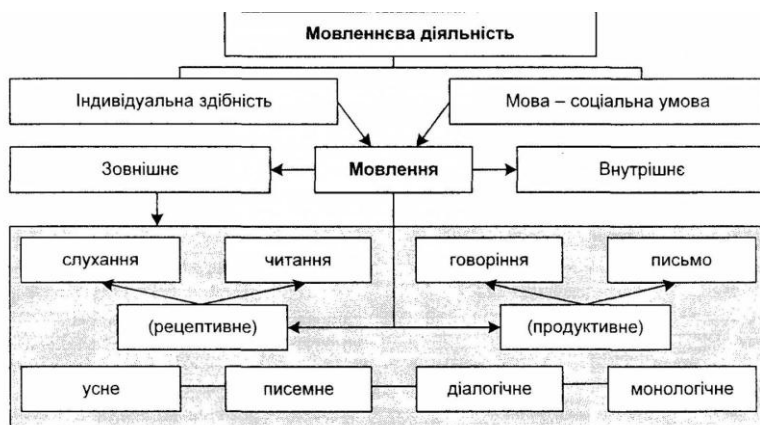 Мовленнєва діяльність
Індивідуальна здібність
Мова – соціальна умова
Зовнішнє
Мовлення
Внутрішнє
слухання
читання
говоріння
письмо
(рецептивне)
(продуктивне)
усне
писемне
діалогічне
монологічне